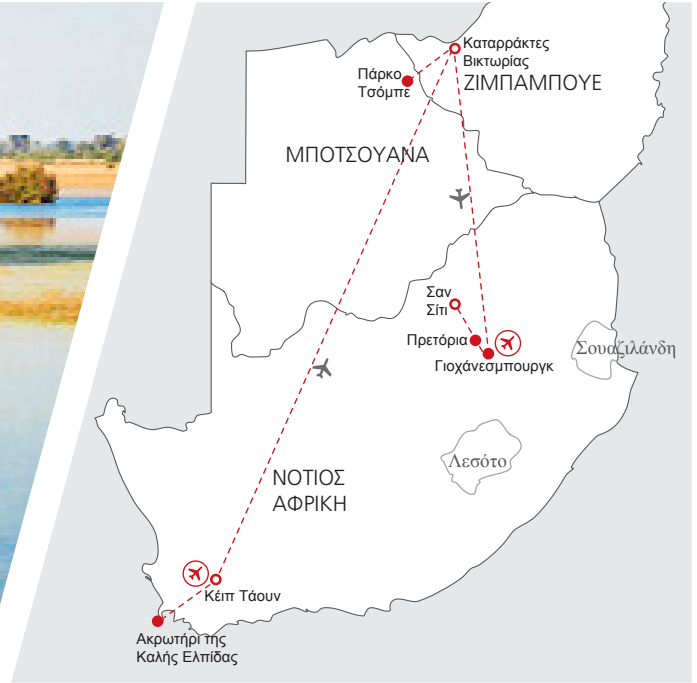 Καταρράκτες
Βικτωρίας
Πάρκο
Τσόμπε
ΖΙΜΠΑΜΠΟΥΕ
ΜΠΟΤΣΟΥΑΝΑ
Σαν
Σίτι
Πρετόρια
Γιοχάνεσμπουργκ
Σουαζιλάνδη
Λεσότο
ΝΟΤΙΟΣ
ΑΦΡΙΚΗ
Κέιπ Τάουν
Ακρωτήρι της
Καλής Ελπίδας